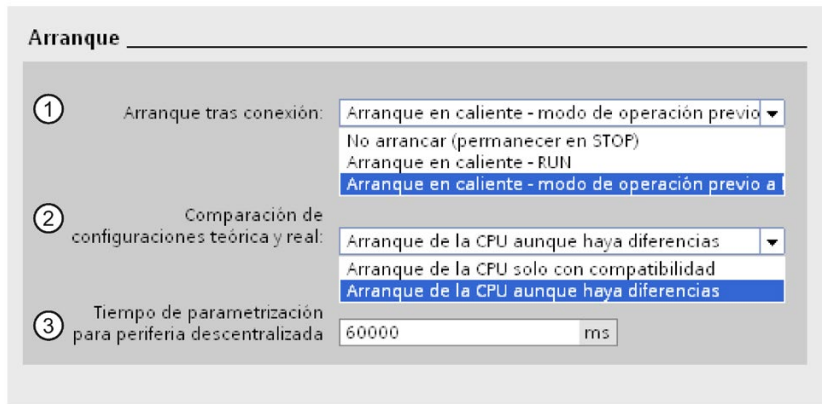 Arranque
1 Arranque tras conexión: Arranque en caliente - modo de operación previo
No arrancar (permanecer en STOP)
Arranque en caliente - RUN
Arranque en caliente - modo de operación previo a
2 Comparación de
configuraciones teórica y real: Arranque de la CPU aunque haya diferencias
Arranque de la CPU solo con compatibilidad
Arranque de la CPU aunque haya diferencias
3 Tiempo de parametrización
para periferia descentralizada 60000 ms